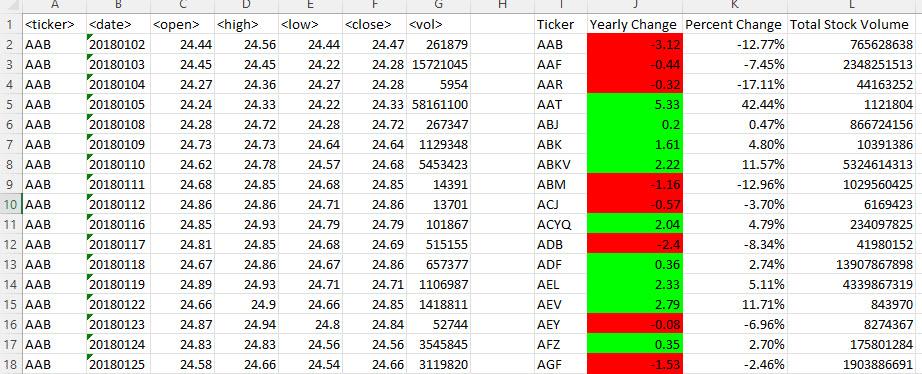 A B C D E F G H I J K L
1 <ticker> <date> <open> <high> <low> <close> <vol> Ticker Yearly Change Percent Change Total Stock Volume
2 AAB 20180102 24.44 24.56 24.44 24.47 261879 AAB -3.12 -12.77% 765628638
3 AAB 20180103 24.45 24.45 24.22 24.28 15721045 AAF -0.44 -7.45% 2348251513
4 AAB 20180104 24.27 24.36 24.27 24.28 5954 AAR -0.32 -17.11% 44163252
5 AAB 20180105 24.24 24.33 24.22 24.33 58161100 AAT 5.33 42.44% 1121804
6 AAB 20180108 24.28 24.72 24.28 24.72 267347 ABJ 0.2 0.47% 866724156
7 AAB 20180109 24.73 24.73 24.64 24.64 1129348 ABK 1.61 4.80% 10391386
8 AAB 20180110 24.62 24.78 24.57 24.68 5453423 ABKV 2.22 11.57% 5324614313
9 AAB 20180111 24.68 24.85 24.68 24.85 14391 ABM -1.16 -12.96% 1029560425
10 AAB 20180112 24.86 24.86 24.71 24.86 13701 ACJ -0.57 -3.70% 6169423
11 AAB 20180116 24.85 24.93 24.79 24.79 101867 ACYQ 2.04 4.79% 234097825
12 AAB 20180117 24.81 24.85 24.68 24.69 515155 ADB -2.4 -8.34% 41980152
13 AAB 20180118 24.67 24.86 24.67 24.86 657377 ADF 0.36 2.74% 13907867898
14 AAB 20180119 24.89 24.93 24.71 24.71 1106987 AEL 2.33 5.11% 4339867319
15 AAB 20180122 24.66 24.9 24.66 24.85 1418811 AEV 2.79 11.71% 843970
16 AAB 20180123 24.87 24.94 24.8 24.84 52744 AEY -0.08 -6.96% 8274367
17 AAB 20180124 24.83 24.83 24.56 24.56 3545845 AFZ 0.35 2.70% 175801284
18 AAB 20180125 24.58 24.66 24.54 24.66 3119820 AGF -1.53 -2.46% 1903886691